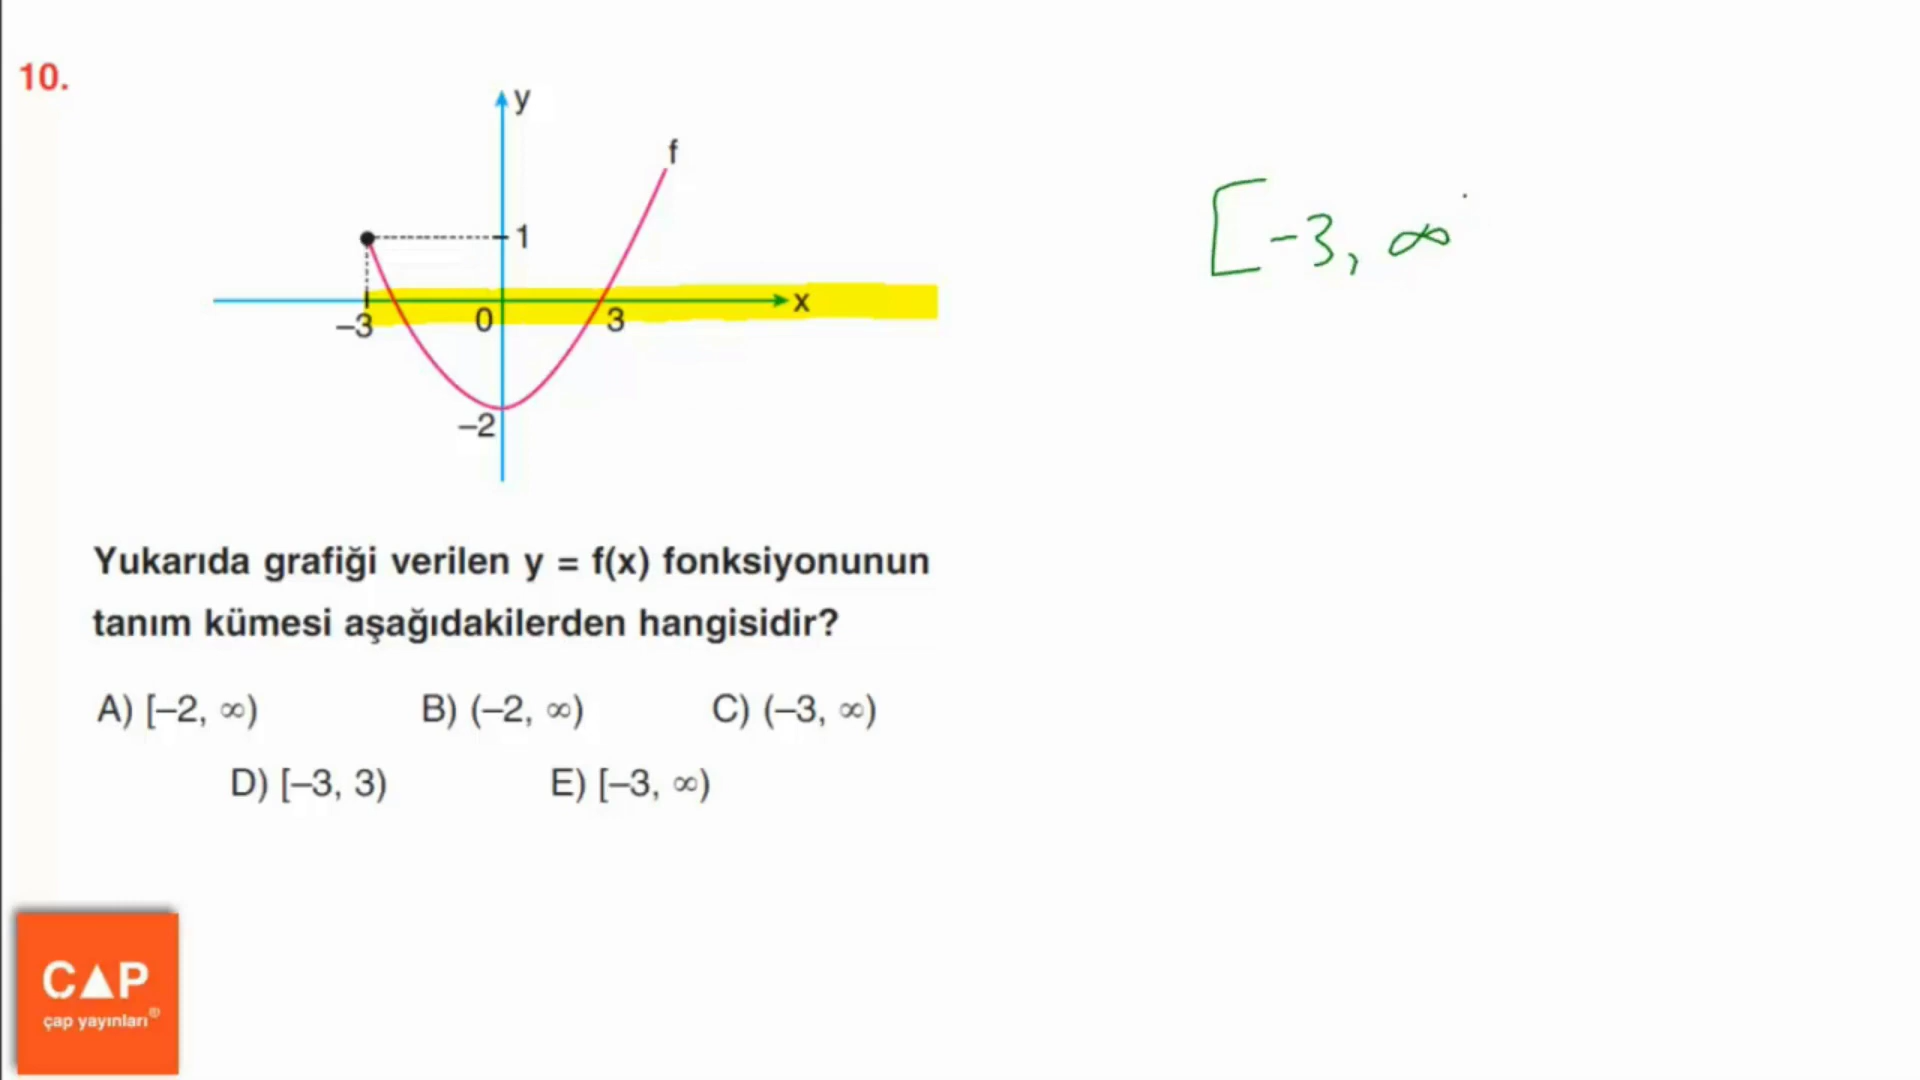 10.
y
f
1
x
–3
0
3
–2
[-3, ∞
Yukarıda grafiği verilen y = f(x) fonksiyonunun
tanım kümesi aşağıdakilerden hangisidir?
A) [–2, ∞)
B) (–2, ∞)
C) (–3, ∞)
D) [–3, 3)
E) [–3, ∞)
ÇAP
çap yayınları®